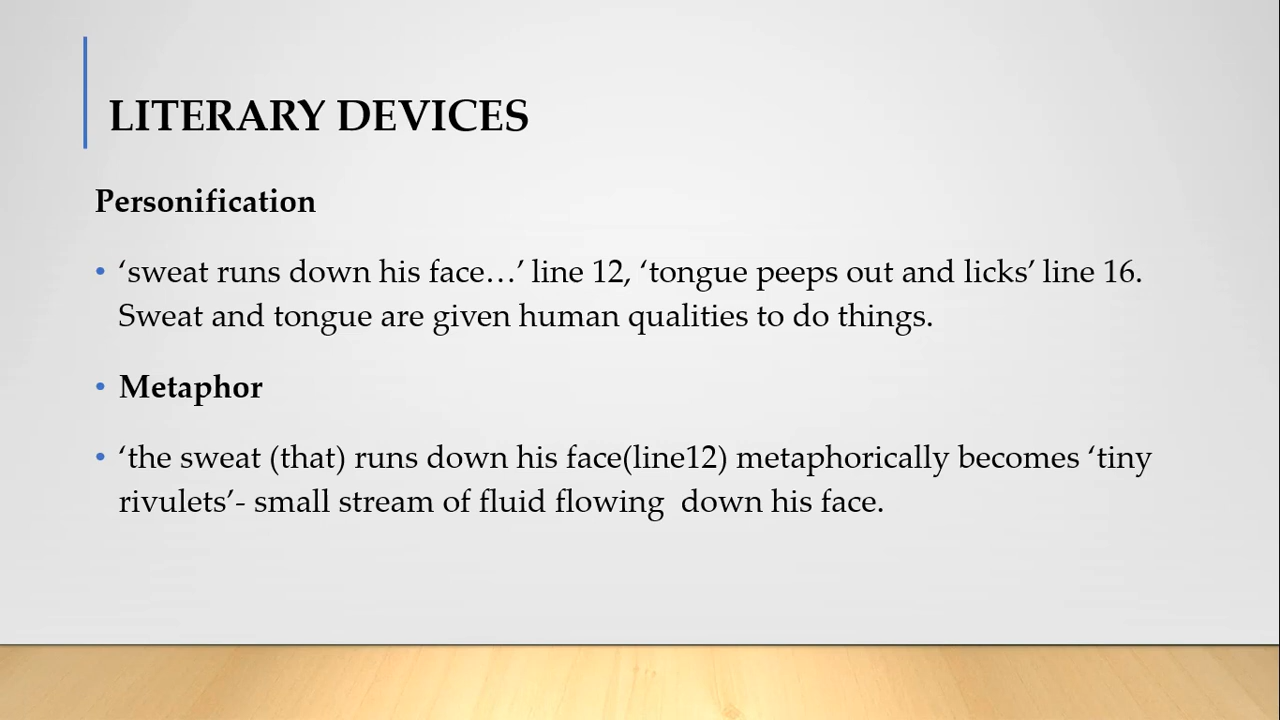 LITERARY DEVICES
Personification
• ‘sweat runs down his face…’ line 12, ‘tongue peeps out and licks’ line 16.
Sweat and tongue are given human qualities to do things.
• Metaphor
• ‘the sweat (that) runs down his face(line12) metaphorically becomes ‘tiny
rivulets’- small stream of fluid flowing  down his face.